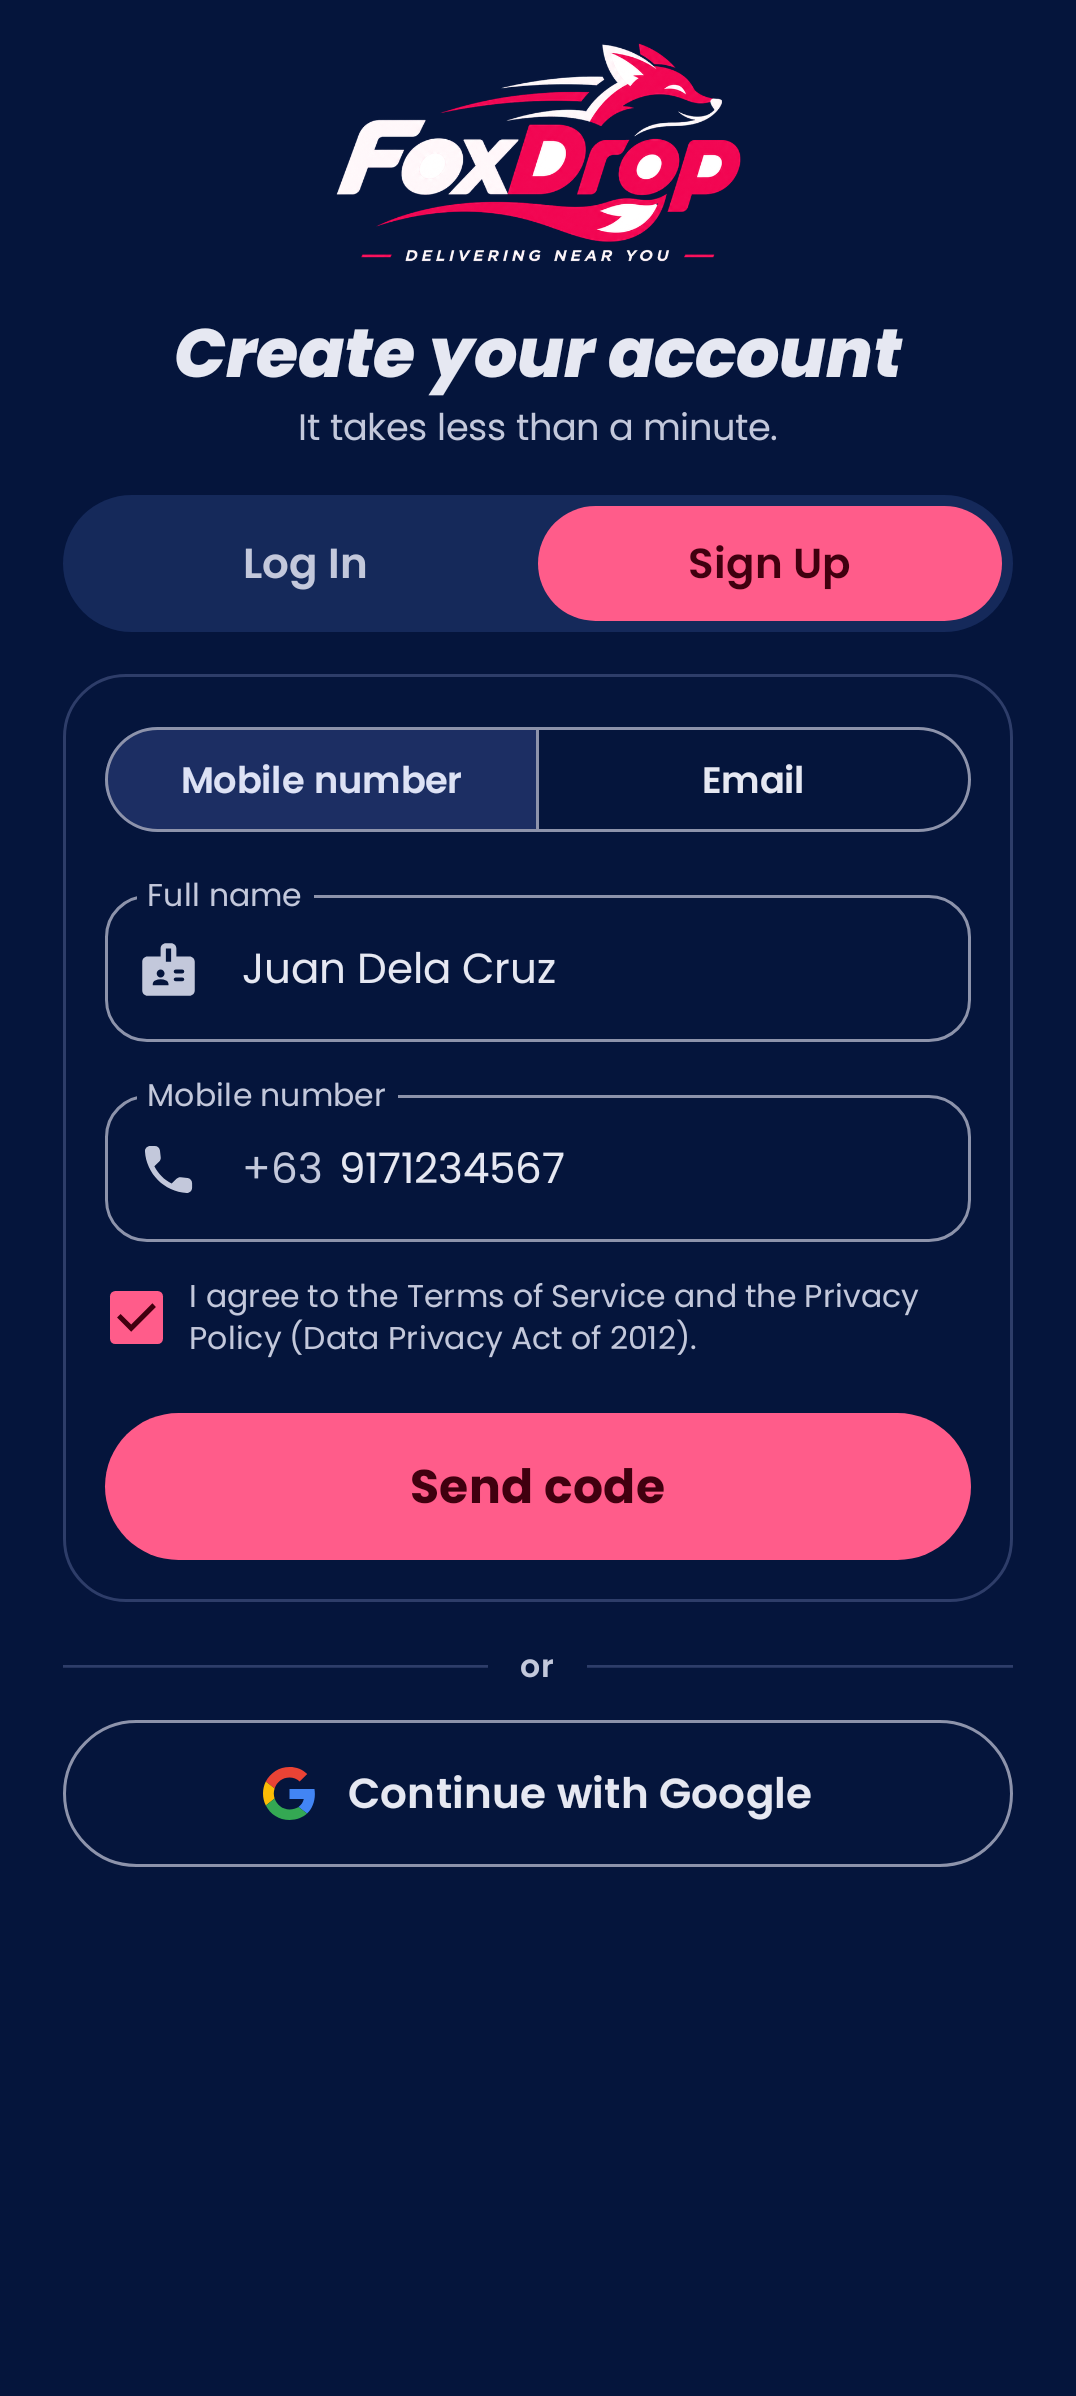 FoxDrop
DELIVERING NEAR YOU
Create your account
It takes less than a minute.
Log In
Sign Up
Mobile number
Email
Full name
Juan Dela Cruz
Mobile number
+63 9171234567
I agree to the Terms of Service and the Privacy
Policy (Data Privacy Act of 2012).
Send code
or
Continue with Google